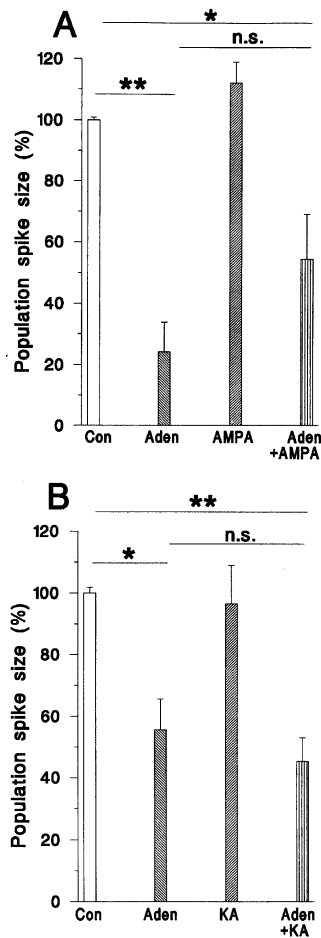 A
*
n.s.
**
Population spike size (%)
120
100
80
60
40
20
0
Con Aden AMPA Aden
+AMPA
B
**
n.s.
*
Population spike size (%)
120
100
80
60
40
20
0
Con Aden KA Aden
+KA